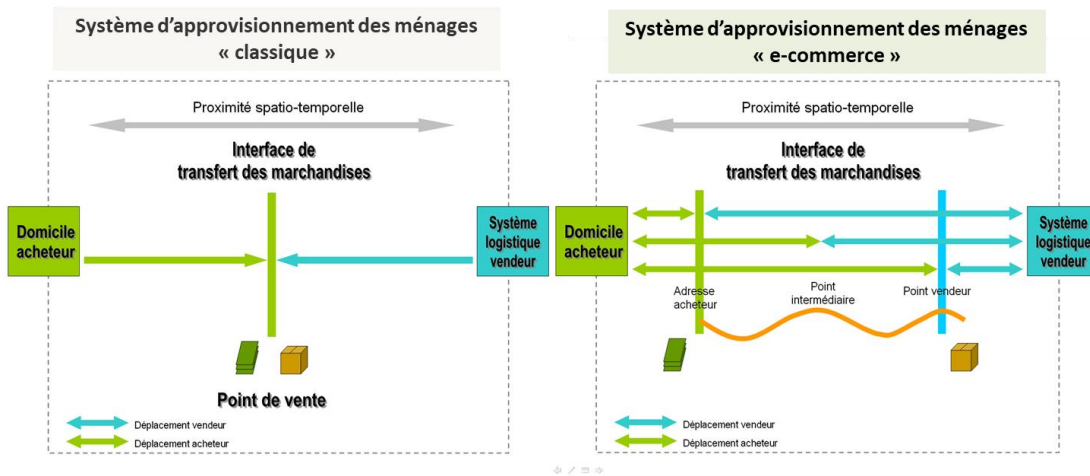 Système d'approvisionnement des ménages
« classique »
Proximité spatio-temporelle
Interface de
transfert des marchandises
Domicile
acheteur
Système
logistique
vendeur
Point de vente
Déplacement vendeur
Déplacement acheteur
Système d'approvisionnement des ménages
« e-commerce »
Proximité spatio-temporelle
Interface de
transfert des marchandises
Domicile
acheteur
Système
logistique
vendeur
Adresse
acheteur
Point
intermédiaire
Point vendeur
Déplacement vendeur
Déplacement acheteur